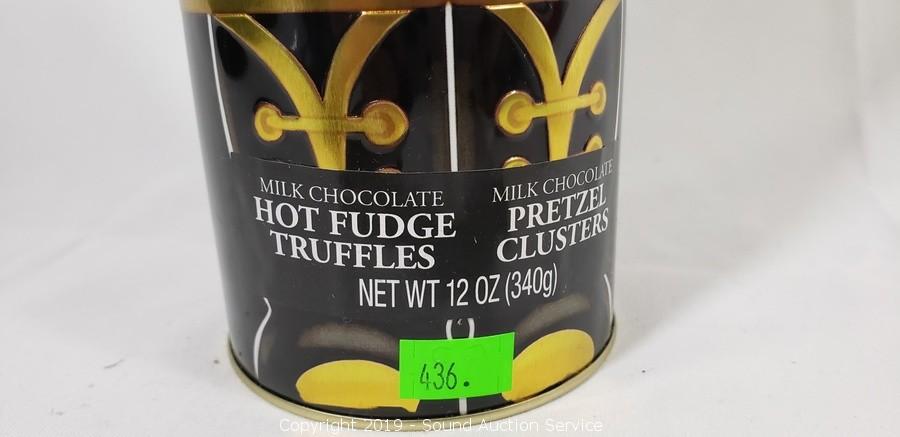 MILK CHOCOLATE
HOT FUDGE
TRUFFLES
MILK CHOCOLATE
PRETZEL
CLUSTERS
NET WT 12 OZ (340g)
436.
Copyright 2019 - Sound Auction Service